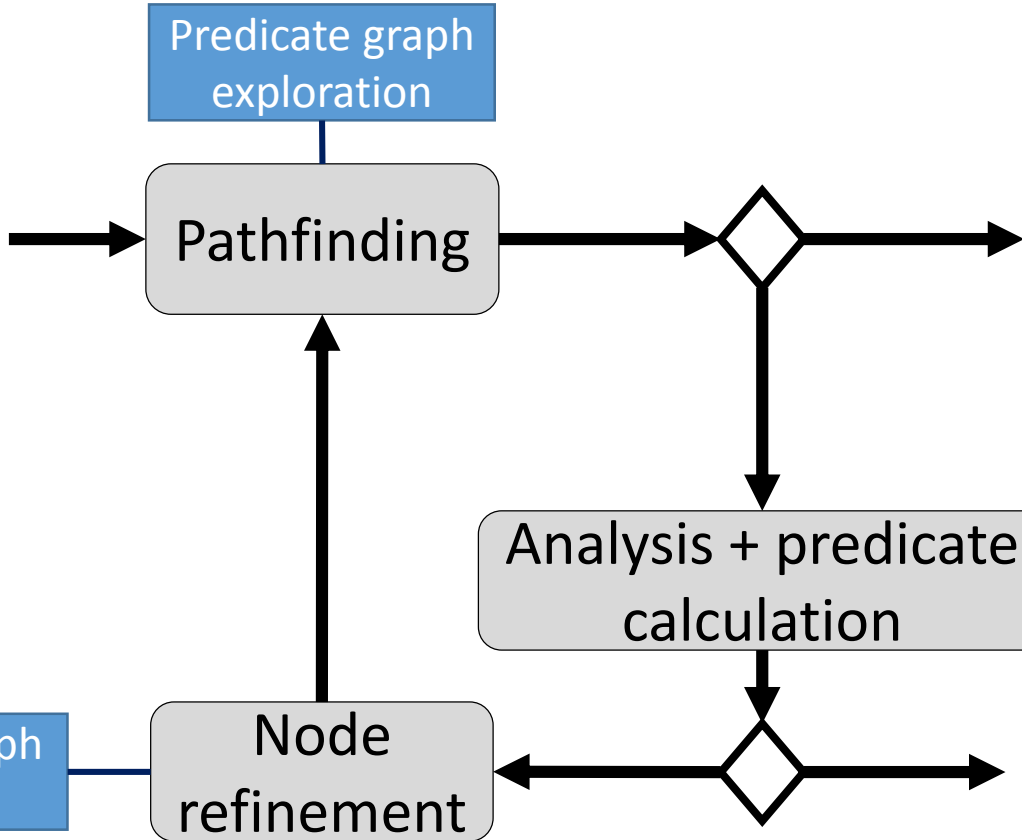 Predicate graph
exploration
Pathfinding
Analysis + predicate
calculation
Node
refinement